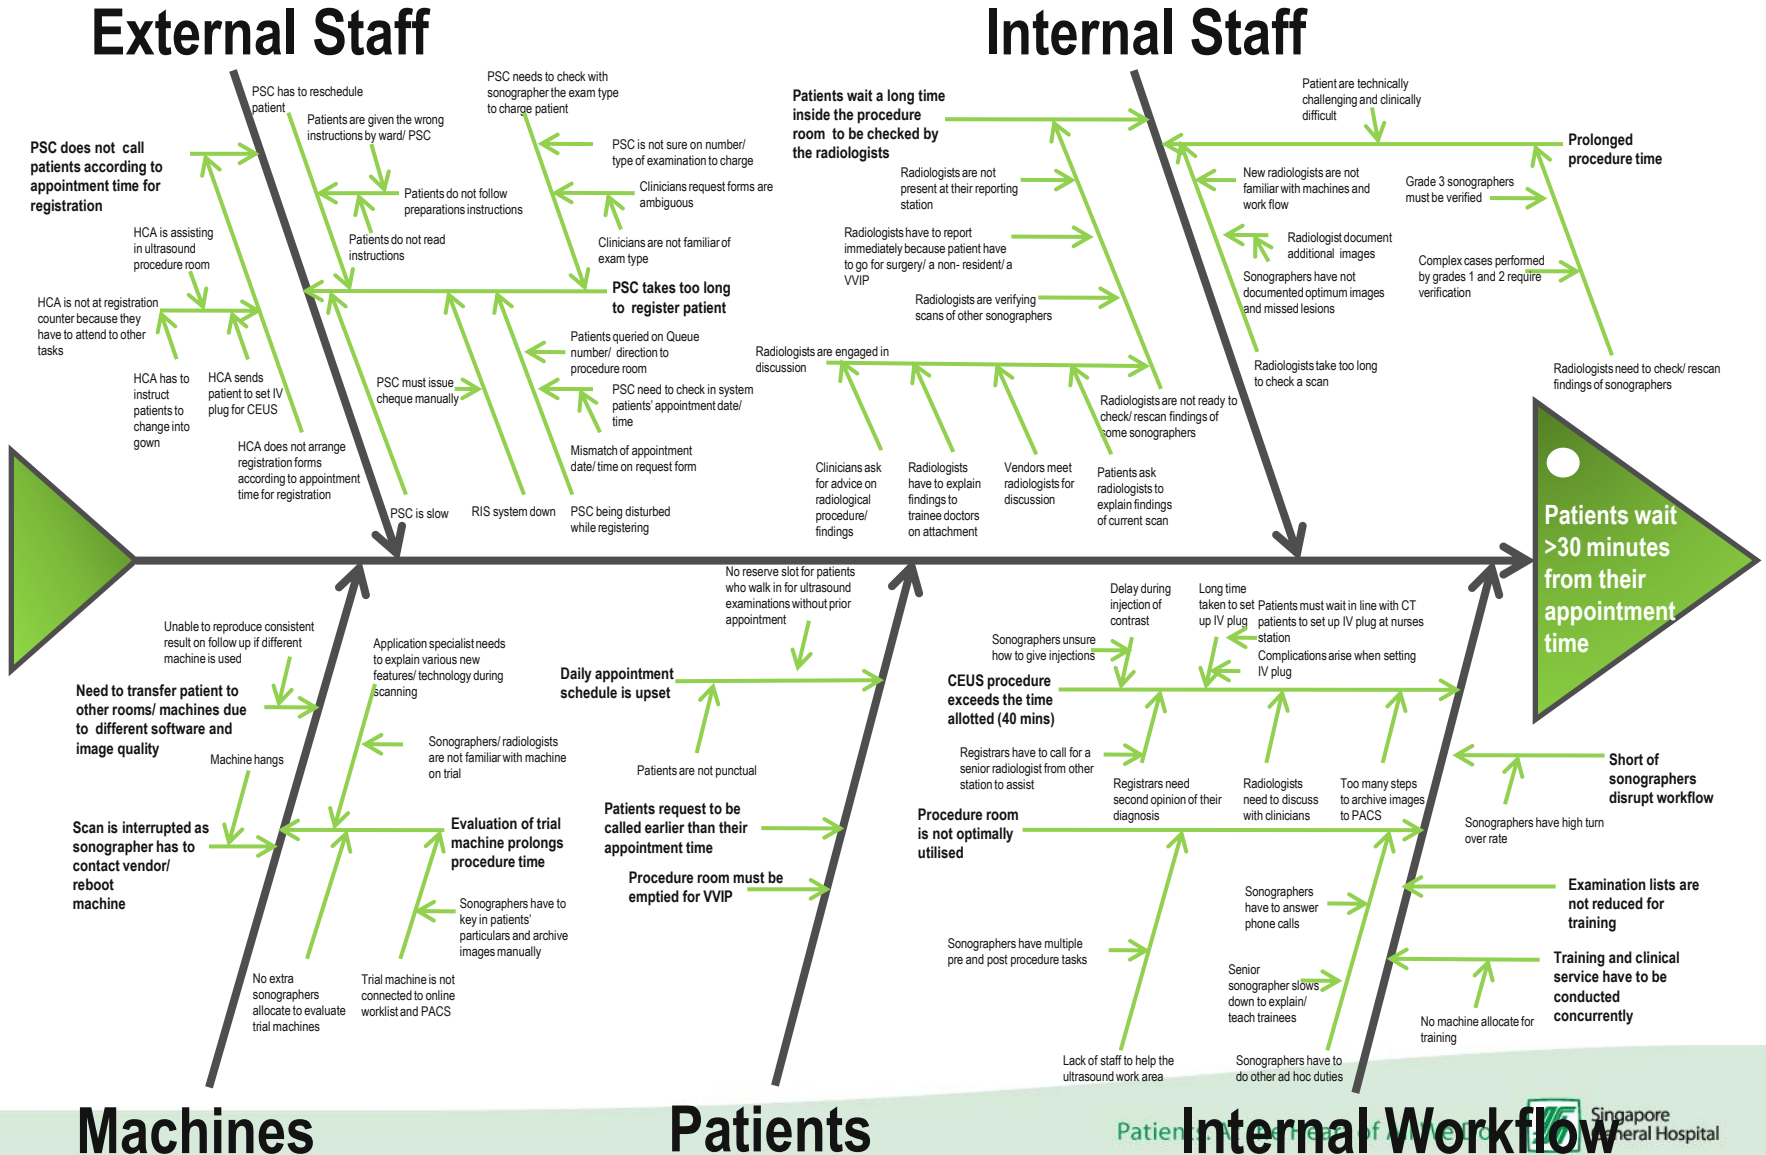 External Staff
Internal Staff
PSC has to reschedule
patient
Patients are given the wrong
instructions by ward/ PSC
PSC needs to check with
sonographer the exam type
to charge patient
PSC does not call
patients according to
appointment time for
registration
PSC is not sure on number/
type of examination to charge
Patients do not follow
preparations instructions
Clinicians request forms are
ambiguous
HCA is assisting
in ultrasound
procedure room
Patients do not read
instructions
Clinicians are not familiar of
exam type
HCA is not at registration
counter because they
have to attend to other
tasks
PSC takes too long
to register patient
Patients queried on Queue
number/ direction to
procedure room
HCA has to
instruct
patients to
change into
gown
HCA sends
patient to set IV
plug for CEUS
PSC must issue
cheque manually
PSC need to check in system
patients' appointment date/
time
HCA does not arrange
registration forms
according to appointment
time for registration
Mismatch of appointment
date/ time on request form
PSC is slow
RIS system down
PSC being disturbed
while registering
Patients wait a long time
inside the procedure
room to be checked by
the radiologists
Patient are technically
challenging and clinically
difficult
Prolonged
procedure time
Radiologists are not
present at their reporting
station
New radiologists are not
familiar with machines and
work flow
Grade 3 sonographers
must be verified
Radiologists have to report
immediately because patient have
to go for surgery/ a non- resident/ a
VVIP
Radiologist document
additional images
Complex cases performed
by grades 1 and 2 require
verification
Radiologists are verifying
scans of other sonographers
Sonographers have not
documented optimum images
and missed lesions
Radiologists are engaged in
discussion
Radiologists take too long
to check a scan
Radiologists need to check/ rescan
findings of sonographers
Radiologists are not ready to
check/ rescan findings of
some sonographers
Clinicians ask
for advice on
radiological
procedure/
findings
Radiologists
have to explain
findings to
trainee doctors
on attachment
Vendors meet
radiologists for
discussion
Patients ask
radiologists to
explain findings
of current scan
Patients wait
>30 minutes
from their
appointment
time
Unable to reproduce consistent
result on follow up if different
machine is used
Application specialist needs
to explain various new
features/ technology during
scanning
Need to transfer patient to
other rooms/ machines due
to different software and
image quality
Machine hangs
Sonographers/ radiologists
are not familiar with machine
on trial
Scan is interrupted as
sonographer has to
contact vendor/
reboot
machine
Evaluation of trial
machine prolongs
procedure time
Sonographers have to
key in patients'
particulars and archive
images manually
No extra
sonographers
allocate to evaluate
trial machines
Trial machine is not
connected to online
worklist and PACS
No reserve slot for patients
who walk in for ultrasound
examinations without prior
appointment
Daily appointment
schedule is upset
Patients are not punctual
Patients request to be
called earlier than their
appointment time
Procedure room must be
emptied for VVIP
Delay during
injection of
contrast
Long time
taken to set
up IV plug
Patients must wait in line with CT
patients to set up IV plug at nurses
station
Sonographers unsure
how to give injections
Complications arise when setting
IV plug
CEUS procedure
exceeds the time
allotted (40 mins)
Registrars have to call for a
senior radiologist from other
station to assist
Registrars need
second opinion of their
diagnosis
Radiologists
need to discuss
with clinicians
Too many steps
to archive images
to PACS
Short of
sonographers
disrupt workflow
Procedure room
is not optimally
utilised
Sonographers have high turn
over rate
Sonographers
have to answer
phone calls
Examination lists are
not reduced for
training
Sonographers have multiple
pre and post procedure tasks
Senior
sonographer slows
down to explain/
teach trainees
Training and clinical
service have to be
conducted
concurrently
No machine allocate for
training
Lack of staff to help the
ultrasound work area
Sonographers have to
do other ad hoc duties
Machines
Patients
Internal Workflow
Patients. At the Heart of All We Do.
Singapore
General Hospital